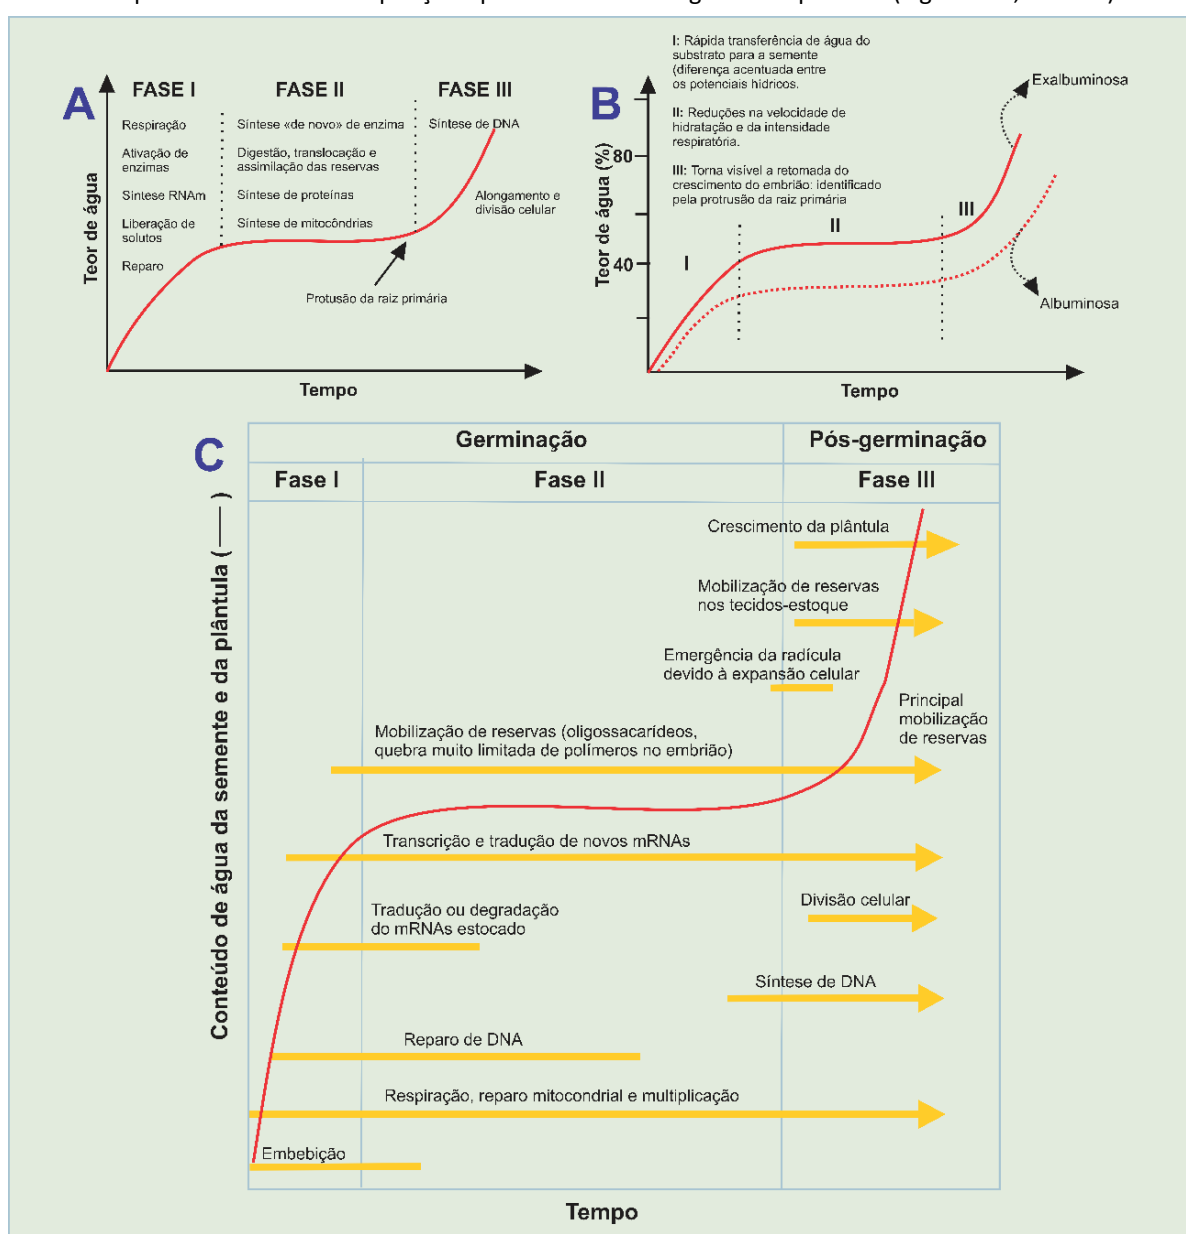 A
FASE I
FASE II
FASE III
Respiração
Ativação de
enzimas
Síntese RNAm
Liberação de
solutos
Reparo
Síntese «de novo» de enzima
Digestão, translocação e
assimilação das reservas
Síntese de proteínas
Síntese de mitocôndrias
Síntese de DNA
Alongamento e
divisão celular
Protusão da raiz primária
Teor de água
Tempo
B
I: Rápida transferência de água do
substrato para a semente
(diferença acentuada entre
os potenciais hídricos.
II: Reduções na velocidade de
hidratação e da intensidade
respiratória.
III: Torna visível a retomada do
crescimento do embrião: identificado
pela protrusão da raiz primária
Exalbuminosa
Albuminosa
Teor de água (%)
80
40
I
II
III
Tempo
C
Germinação
Pós-germinação
Fase I
Fase II
Fase III
Conteúdo de água da semente e da plântula ( — )
Crescimento da plântula
Mobilização de reservas
nos tecidos-estoque
Emergência da radícula
devido à expansão celular
Principal
mobilização
de reservas
Mobilização de reservas (oligossacarídeos,
quebra muito limitada de polímeros no embrião)
Transcrição e tradução de novos mRNAs
Divisão celular
Tradução ou degradação
do mRNAs estocado
Síntese de DNA
Reparo de DNA
Respiração, reparo mitocondrial e multiplicação
Embebição
Tempo